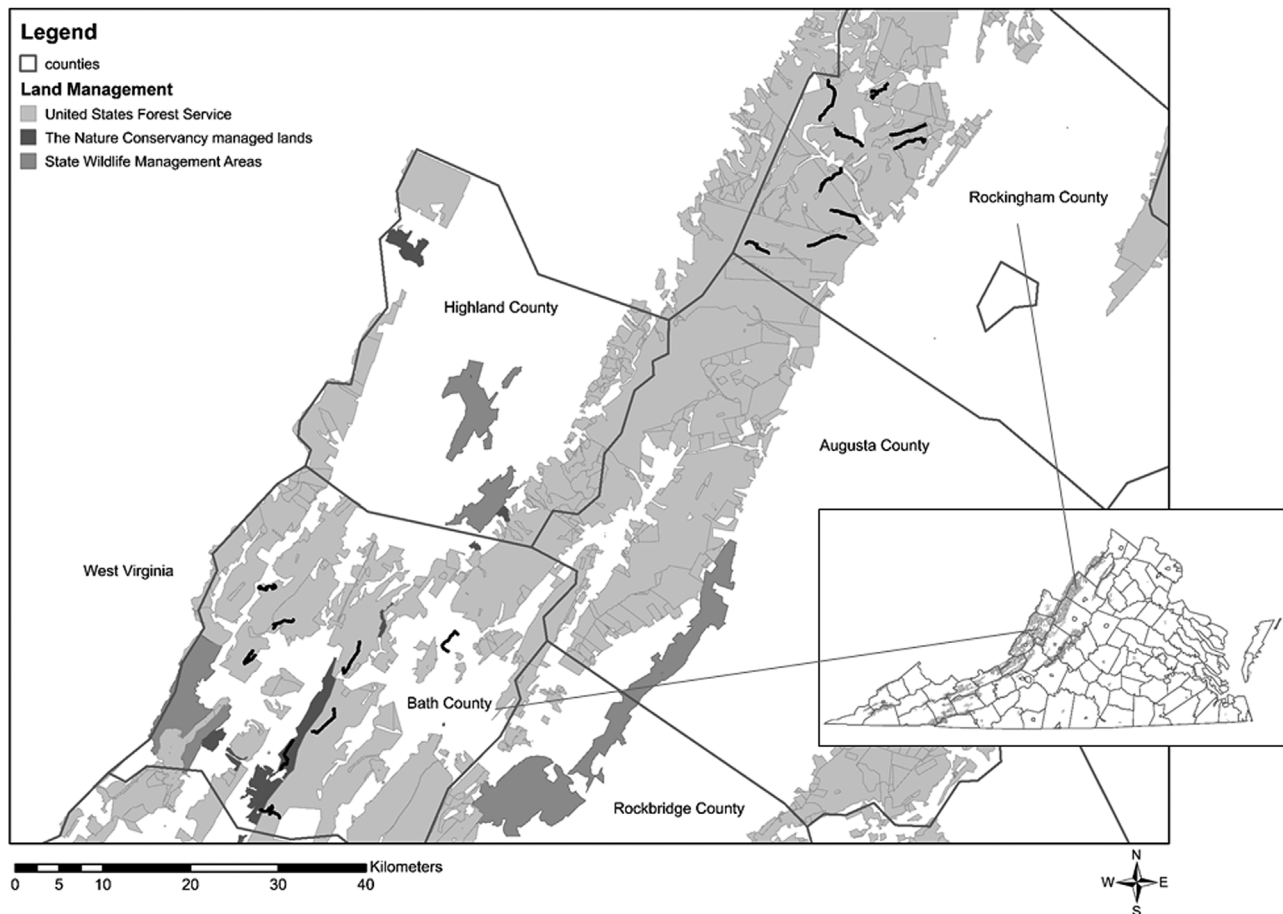 Legend
counties
Land Management
United States Forest Service
The Nature Conservancy managed lands
State Wildlife Management Areas
Rockingham County
Highland County
Augusta County
West Virginia
Bath County
Rockbridge County
Kilometers
0 5 10 20 30 40
N
W E
S